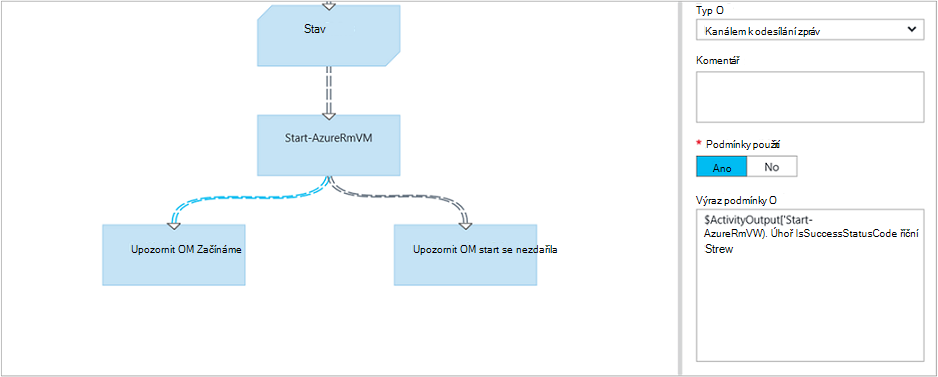 Stav
Start-AzureRmVM
Upozornit OM Začínáme
Upozornit OM start se nezdařila
Typ O
Kanálem k odesílání zpráv
Komentář
* Podmínky použití
Ano No
Výraz podmínky O
$ActivityOutput['Start-
AzureRmVW). Úhoř IsSuccessStatusCode říční
Strew